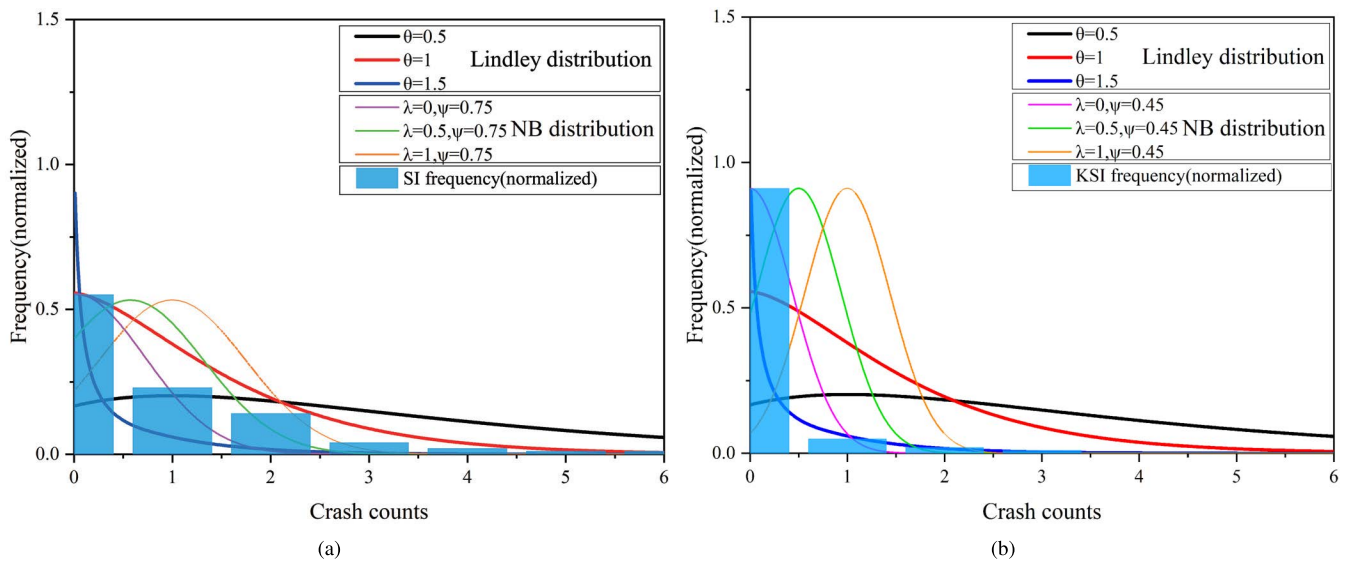 1.5
1.0
0.5
0.0
Frequency(normalized)
0 1 2 3 4 5 6
Crash counts
θ=0.5
θ=1
θ=1.5
Lindley distribution
λ=0,ψ=0.75
λ=0.5,ψ=0.75
λ=1,ψ=0.75
NB distribution
SI frequency(normalized)
(a)
1.5
1.0
0.5
0.0
Frequency(normalized)
0 1 2 3 4 5 6
Crash counts
θ=0.5
θ=1
θ=1.5
Lindley distribution
λ=0,ψ=0.45
λ=0.5,ψ=0.45
λ=1,ψ=0.45
NB distribution
KSI frequency(normalized)
(b)